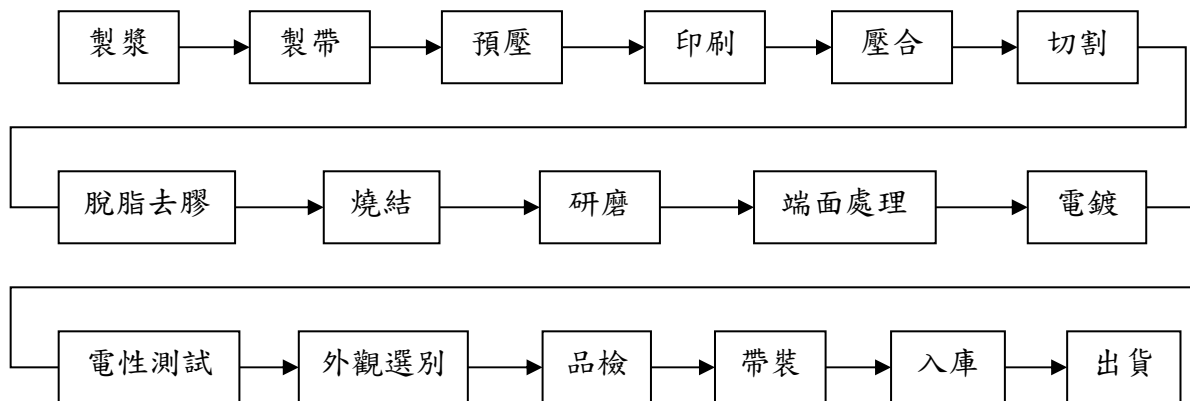 製漿 製帶 預壓 印刷 壓合 切割
脫脂去膠 燒結 研磨 端面處理 電鍍
電性測試 外觀選別 品檢 帶裝 入庫 出貨